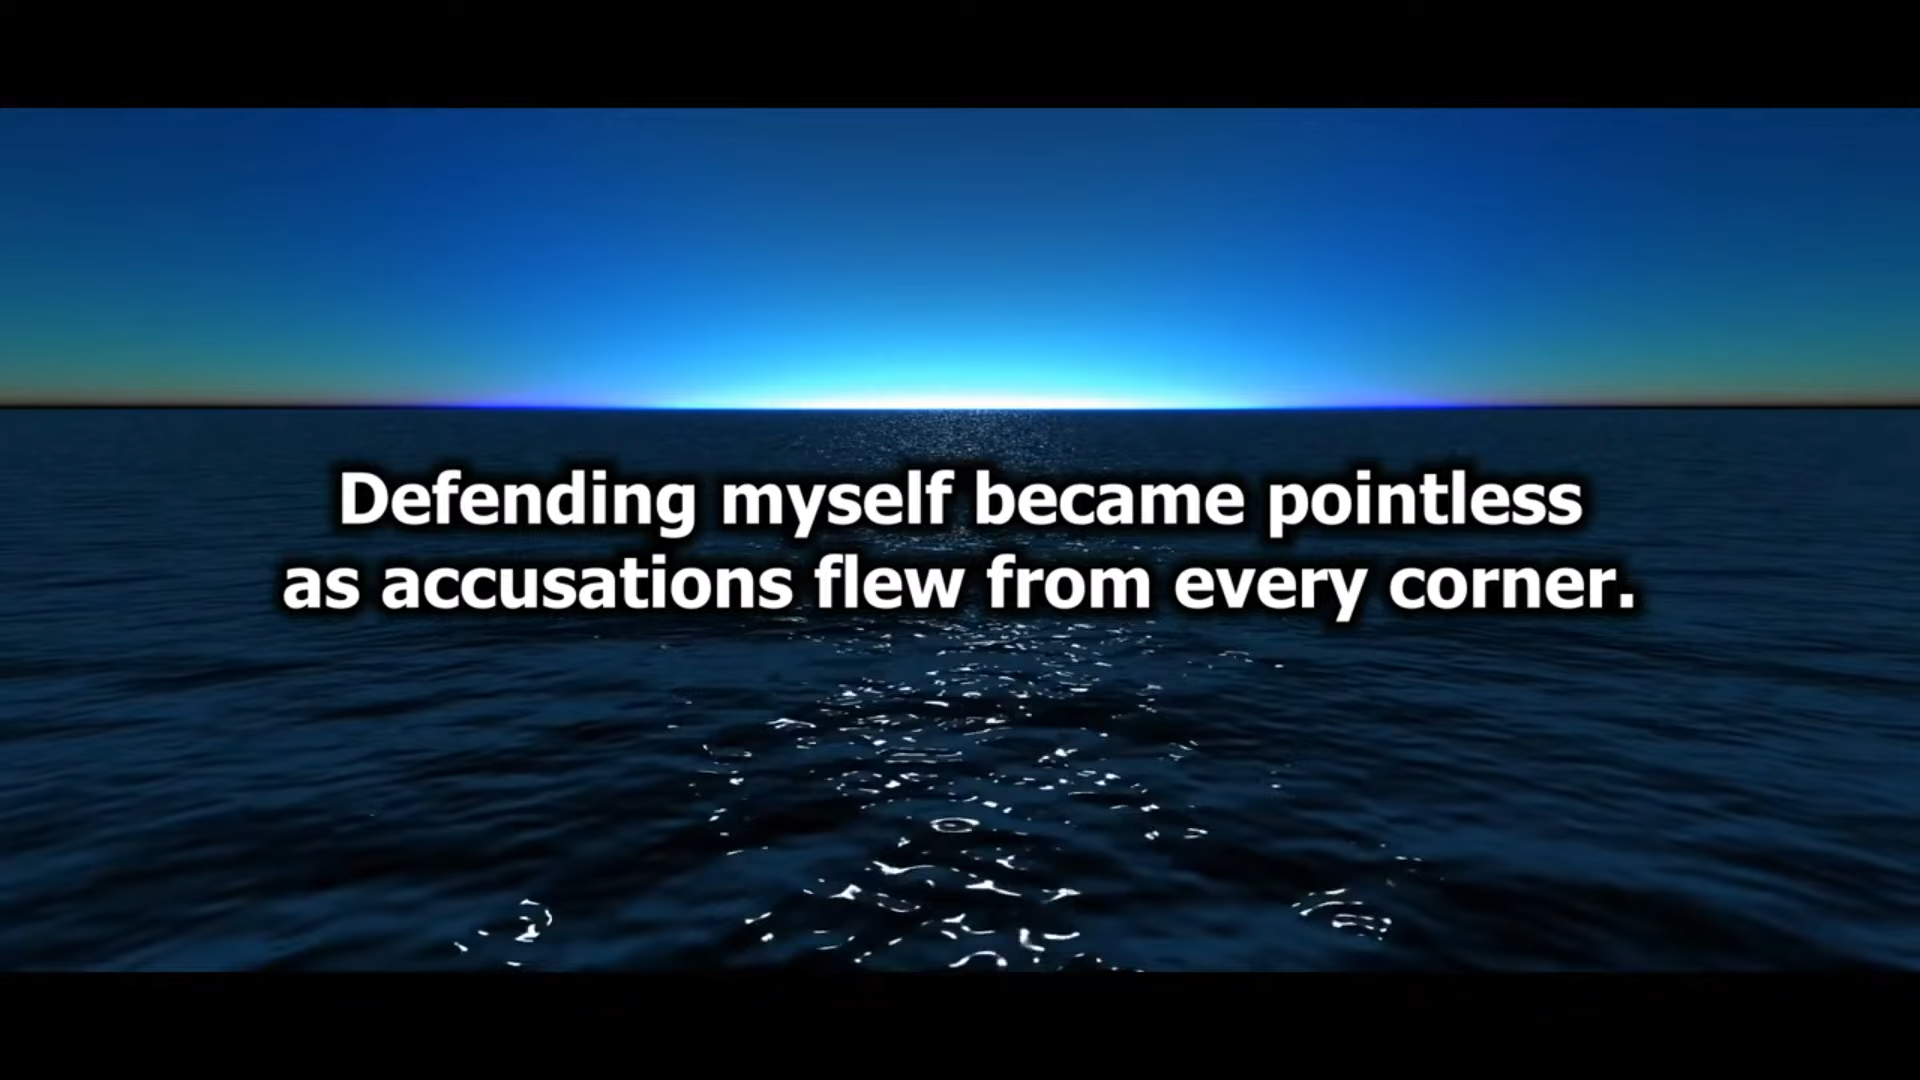 Defending myself became pointless
as accusations flew from every corner.